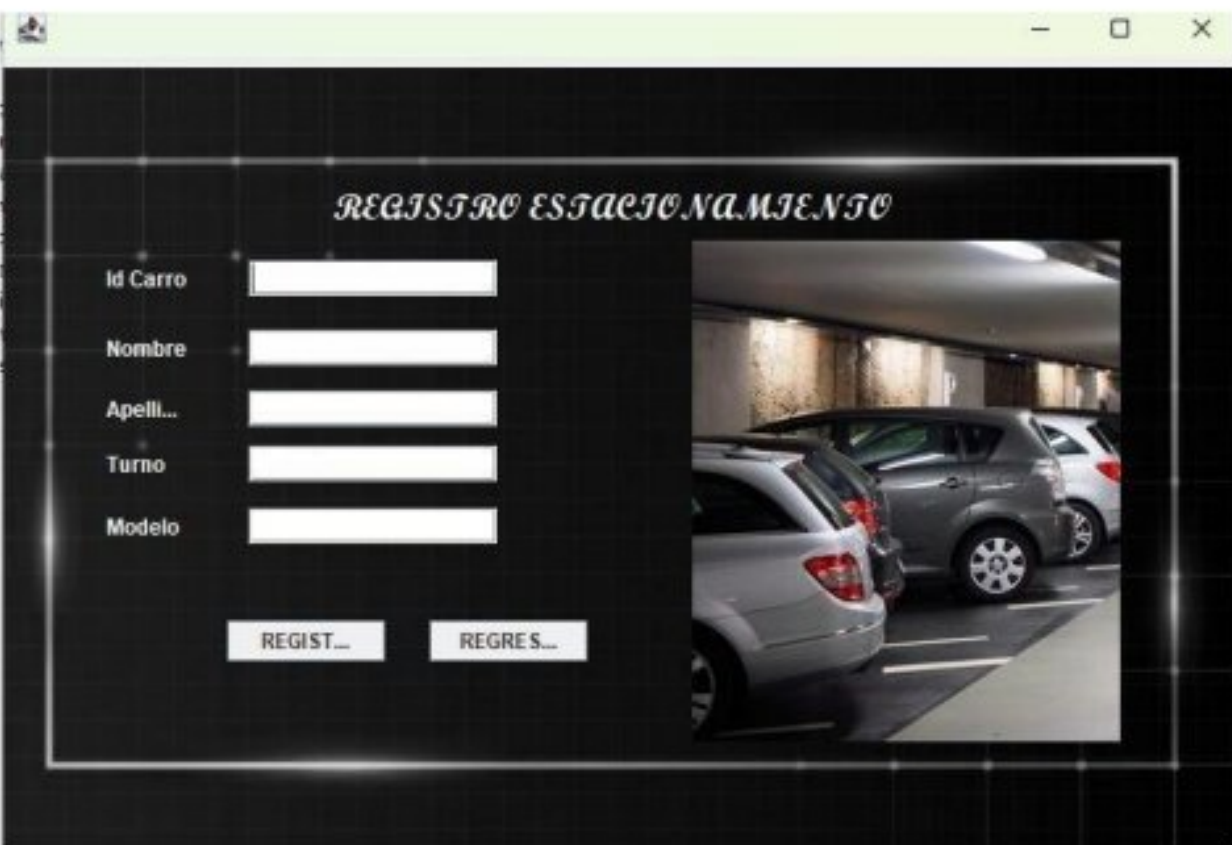 REGISTRO ESTACIONAMIENTO
Id Carro
Nombre
Apelli...
Turno
Modelo
REGIST...
REGRES...